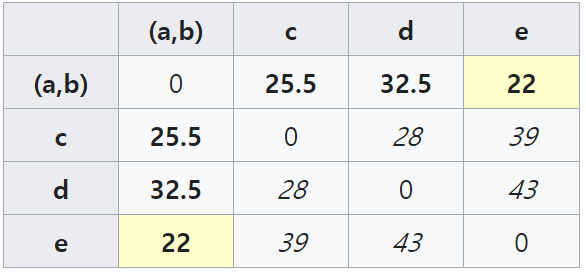 (a,b) c d e
(a,b) 0 25.5 32.5 22
c 25.5 0 28 39
d 32.5 28 0 43
e 22 39 43 0